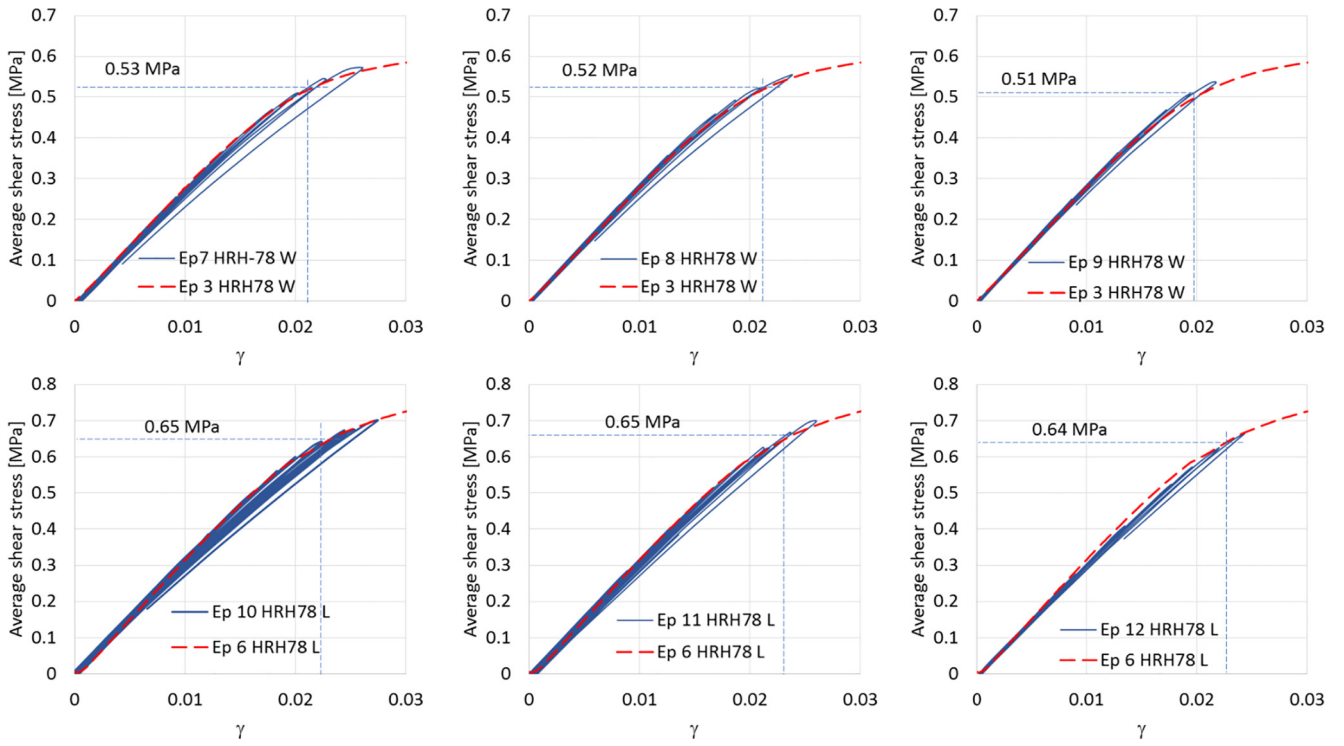 0.7
0.6
0.5
0.4
0.3
0.2
0.1
0
Average shear stress [MPa]
0.53 MPa
Ep7 HRH-78 W
Ep 3 HRH78 W
0 0.01 0.02 0.03
γ
0.7
0.6
0.5
0.4
0.3
0.2
0.1
0
Average shear stress [MPa]
0.52 MPa
Ep 8 HRH78 W
Ep 3 HRH78 W
0 0.01 0.02 0.03
γ
0.7
0.6
0.5
0.4
0.3
0.2
0.1
0
Average shear stress [MPa]
0.51 MPa
Ep 9 HRH78 W
Ep 3 HRH78 W
0 0.01 0.02 0.03
γ
0.8
0.7
0.6
0.5
0.4
0.3
0.2
0.1
0
Average shear stress [MPa]
0.65 MPa
Ep 10 HRH78 L
Ep 6 HRH78 L
0 0.01 0.02 0.03
γ
0.8
0.7
0.6
0.5
0.4
0.3
0.2
0.1
0
Average shear stress [MPa]
0.65 MPa
Ep 11 HRH78 L
Ep 6 HRH78 L
0 0.01 0.02 0.03
γ
0.8
0.7
0.6
0.5
0.4
0.3
0.2
0.1
0
Average shear stress [MPa]
0.64 MPa
Ep 12 HRH78 L
Ep 6 HRH78 L
0 0.01 0.02 0.03
γ